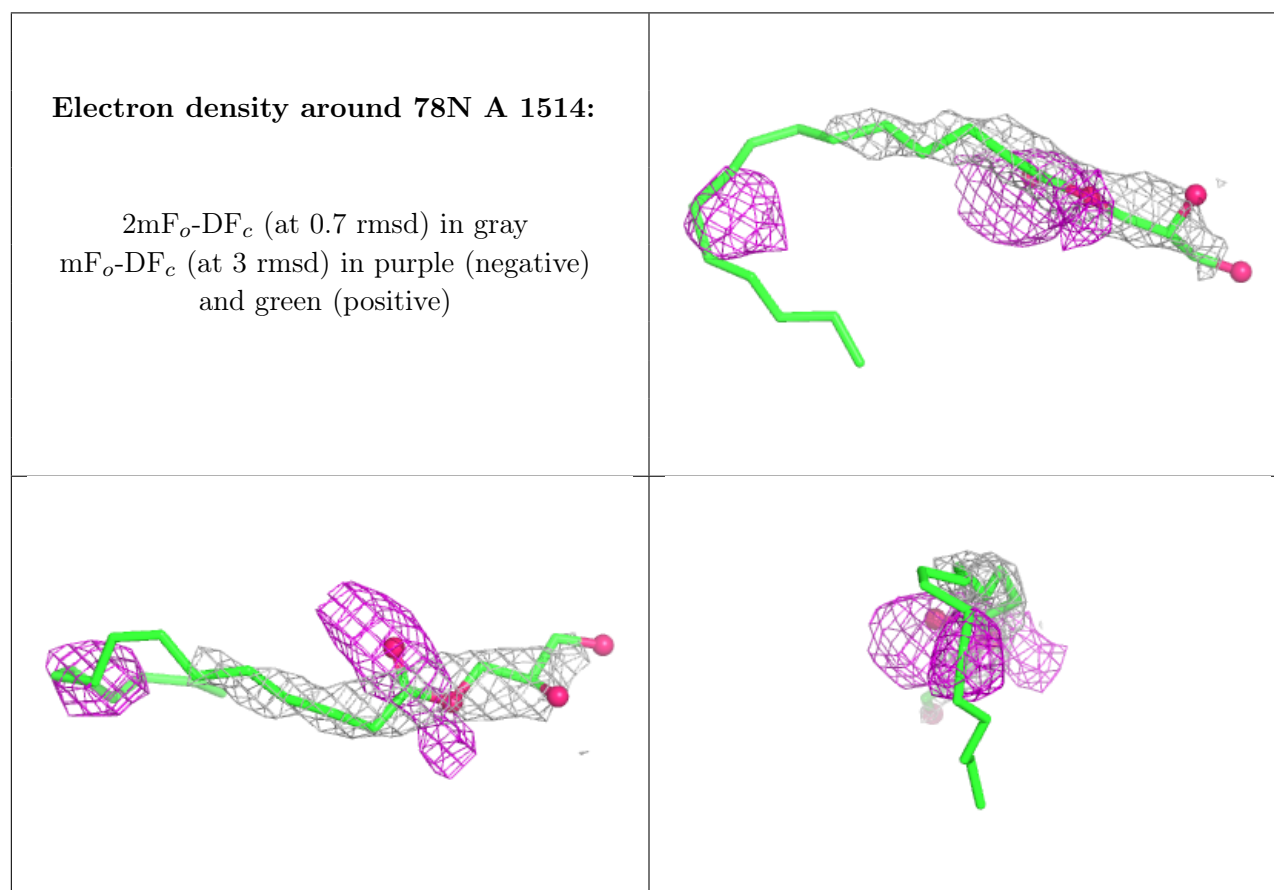 Electron density around 78N A 1514:
2mFo-DFc (at 0.7 rmsd) in gray
mFo-DFc (at 3 rmsd) in purple (negative)
and green (positive)